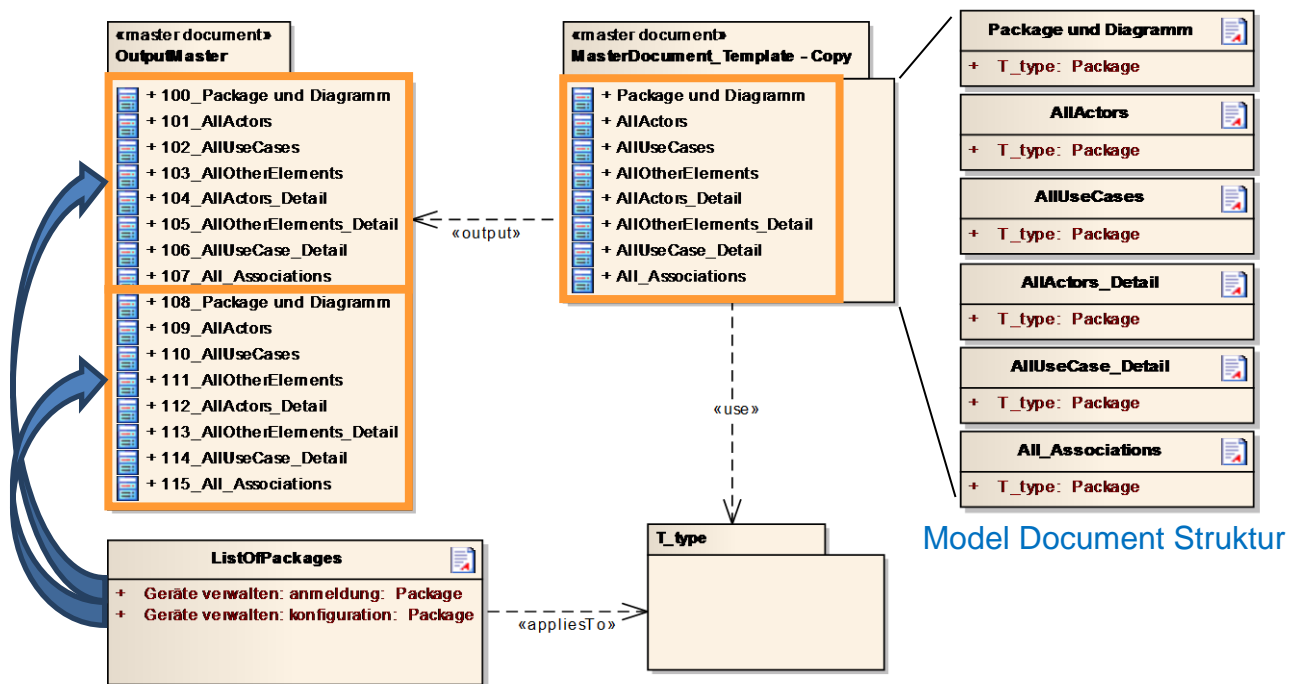 «master document»
OutputMaster
+ 100_Package und Diagramm
+ 101_AllActors
+ 102_AllUseCases
+ 103_AllOtherElements
+ 104_AllActors_Detail
+ 105_AllOtherElements_Detail
+ 106_AllUseCase_Detail
+ 107_All_Associations
+ 108_Package und Diagramm
+ 109_AllActors
+ 110_AllUseCases
+ 111_AllOtherElements
+ 112_AllActors_Detail
+ 113_AllOtherElements_Detail
+ 114_AllUseCase_Detail
+ 115_All_Associations
«output»
«master document»
MasterDocument_Template - Copy
+ Package und Diagramm
+ AllActors
+ AllUseCases
+ AllOtherElements
+ AllActors_Detail
+ AllOtherElements_Detail
+ AllUseCase_Detail
+ All_Associations
«use»
Package und Diagramm
+ T_type: Package
AllActors
+ T_type: Package
AllUseCases
+ T_type: Package
AllActors_Detail
+ T_type: Package
AllUseCase_Detail
+ T_type: Package
All_Associations
+ T_type: Package
Model Document Struktur
ListOfPackages
+ Geräte verwalten: anmeldung: Package
+ Geräte verwalten: konfiguration: Package
«appliesTo»
T_type